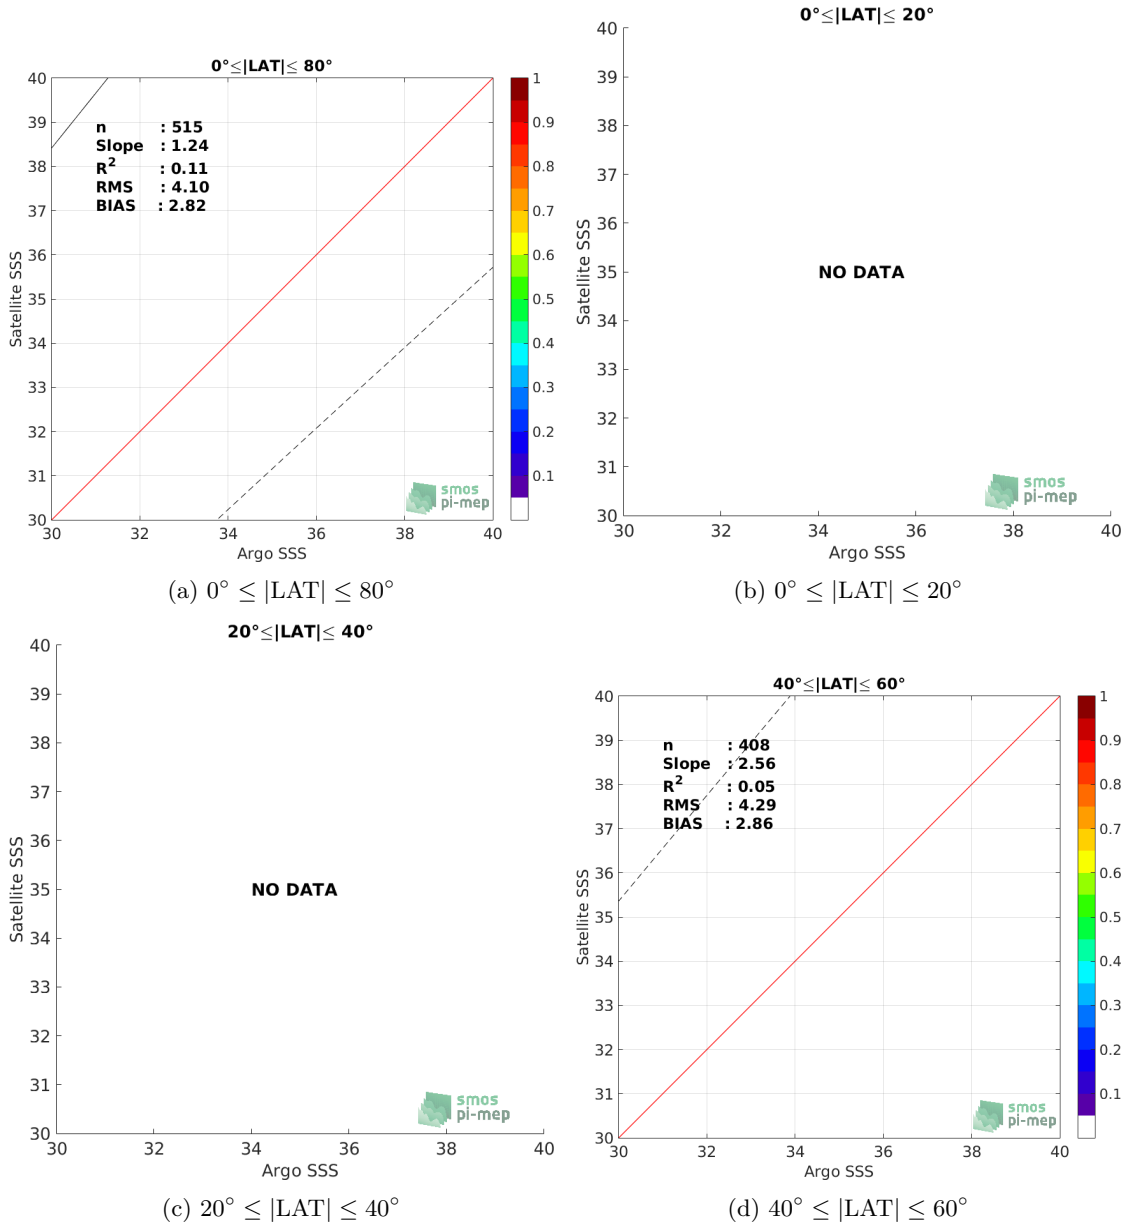 0°≤|LAT|≤ 80°
40
39
38
37
36
35
34
33
32
31
30
n : 515
Slope : 1.24
R² : 0.11
RMS : 4.10
BIAS : 2.82
Satellite SSS
smos
pi-mep
30 32 34 36 38 40
Argo SSS
1
0.9
0.8
0.7
0.6
0.5
0.4
0.3
0.2
0.1
(a) 0° ≤ |LAT| ≤ 80°
0°≤|LAT|≤ 20°
40
39
38
37
36
35
34
33
32
31
30
Satellite SSS
NO DATA
smos
pi-mep
30 32 34 36 38 40
Argo SSS
(b) 0° ≤ |LAT| ≤ 20°
20°≤|LAT|≤ 40°
40
39
38
37
36
35
34
33
32
31
30
Satellite SSS
NO DATA
smos
pi-mep
30 32 34 36 38 40
Argo SSS
(c) 20° ≤ |LAT| ≤ 40°
40°≤|LAT|≤ 60°
40
39
38
37
36
35
34
33
32
31
30
n : 408
Slope : 2.56
R² : 0.05
RMS : 4.29
BIAS : 2.86
Satellite SSS
smos
pi-mep
30 32 34 36 38 40
Argo SSS
1
0.9
0.8
0.7
0.6
0.5
0.4
0.3
0.2
0.1
(d) 40° ≤ |LAT| ≤ 60°